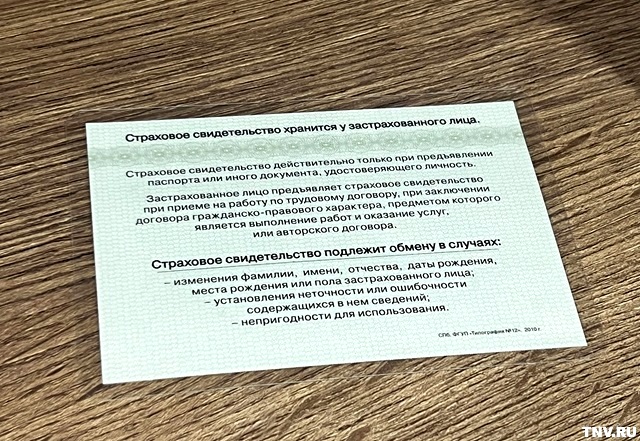 Страховое свидетельство хранится у застрахованного лица.
Страховое свидетельство действительно только при предъявлении
паспорта или иного документа, удостоверяющего личность.
Застрахованное лицо предъявляет страховое свидетельство
при приеме на работу по трудовому договору, при заключении
договора гражданско-правового характера, предметом которого
является выполнение работ и оказание услуг,
или авторского договора.
Страховое свидетельство подлежит обмену в случаях:
– изменения фамилии, имени, отчества, даты рождения,
места рождения или пола застрахованного лица;
– установления неточности или ошибочности
содержащихся в нем сведений;
– непригодности для использования.
СПб, ФГУП «Типография №12», 2010 г.
TNV.RU